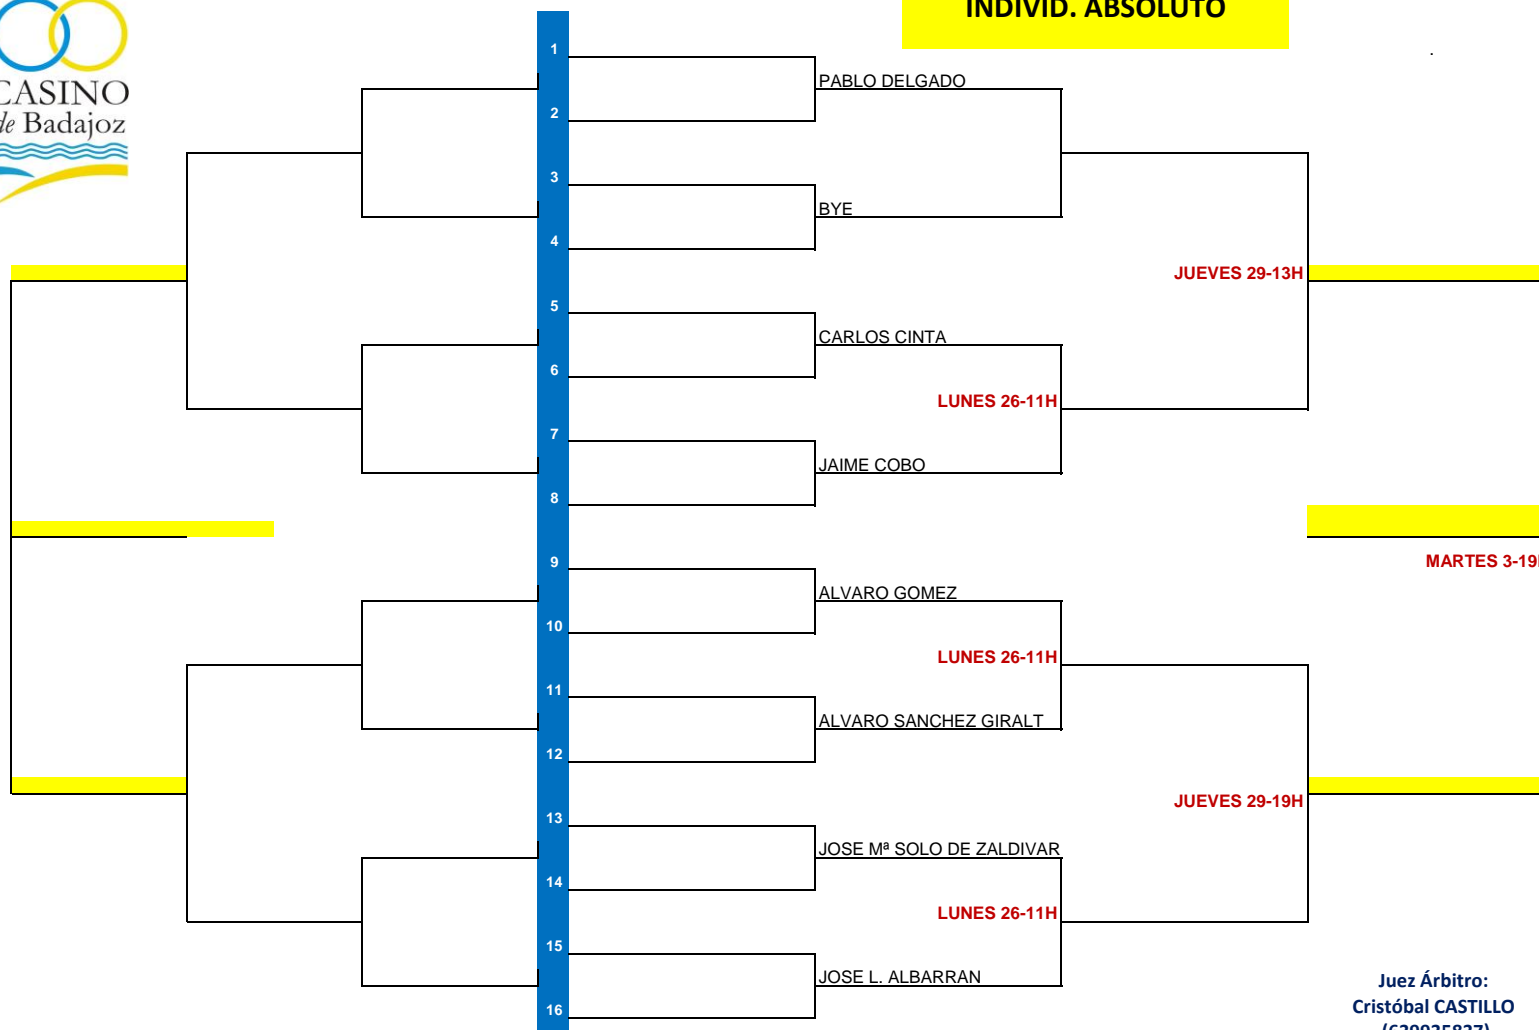 INDIVID. ABSOLUTO
CASINO
de Badajoz
1
PABLO DELGADO
2
3
BYE
4
JUEVES 29-13H
5
CARLOS CINTA
6
LUNES 26-11H
7
JAIME COBO
8
9
MARTES 3-19
ALVARO GOMEZ
10
LUNES 26-11H
11
ALVARO SANCHEZ GIRALT
12
JUEVES 29-19H
13
JOSE Mª SOLO DE ZALDIVAR
14
LUNES 26-11H
15
JOSE L. ALBARRAN
16
Juez Árbitro:
Cristóbal CASTILLO